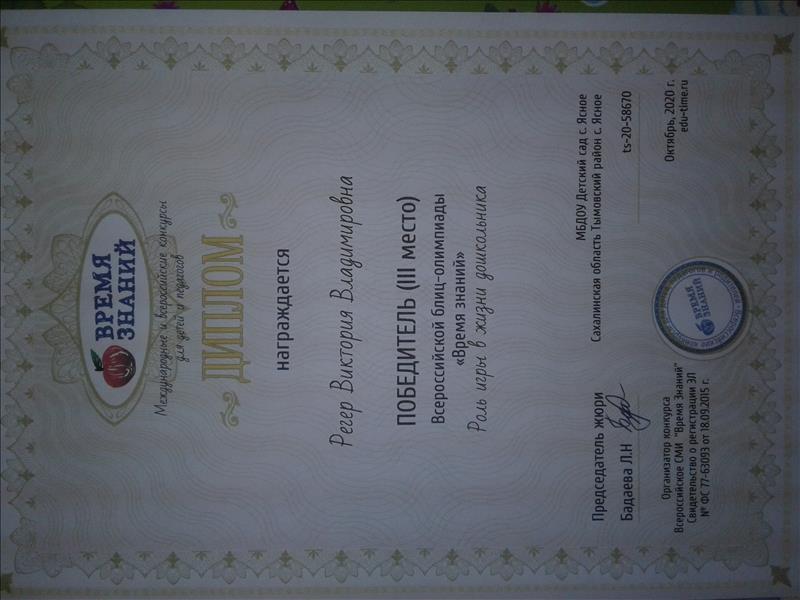 ВРЕМЯ
ЗНАНИЙ
Международные и всероссийские конкурсы
для детей и педагогов
ДИПЛОМ
награждается
Регер Виктория Владимировна
ПОБЕДИТЕЛЬ (III место)
Всероссийской блиц-олимпиады
«Время знаний»
Роль игры в жизни дошкольника
МБДОУ Детский сад с. Ясное
Сахалинская область Тымовский район с. Ясное
Председатель жюри
Бадаева Л.Н
ts-20-58670
Организатор конкурса
Всероссийское СМИ "Время Знаний"
Свидетельство о регистрации ЭЛ
№ ФС 77-63093 от 18.09.2015 г.
ВРЕМЯ
ЗНАНИЙ
Октябрь, 2020 г.
edu-time.ru